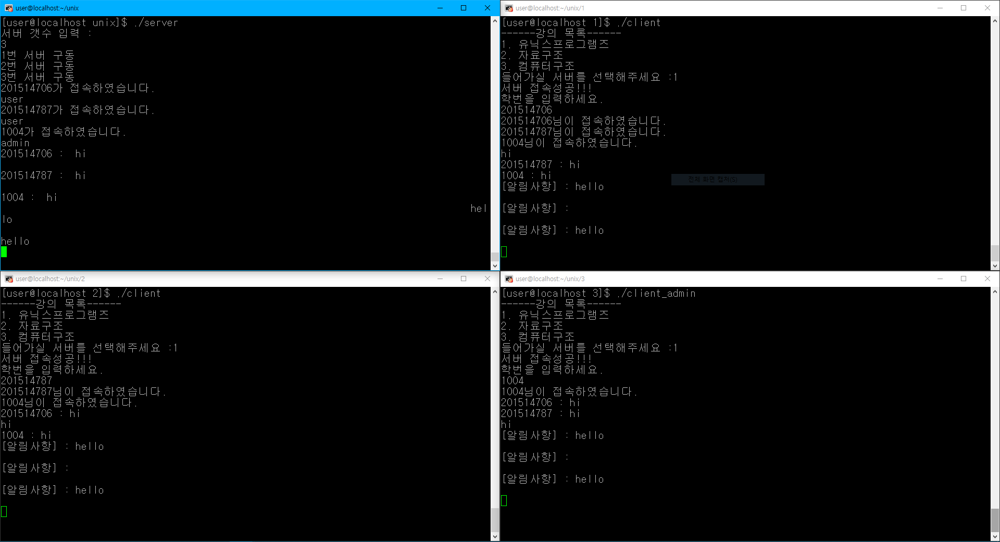 user@localhost:~/unix
[user@localhost unix]$ ./server
서버 갯수 입력 :
3
1번 서버 구동
2번 서버 구동
3번 서버 구동
201514706가 접속하였습니다.
user
201514787가 접속하였습니다.
user
1004가 접속하였습니다.
admin
201514706 :  hi
201514787 :  hi
1004 :  hi
hel
lo
hello
user@localhost:~/unix/1
[user@localhost 1]$ ./client
------강의 목록------
1. 유닉스프로그램즈
2. 자료구조
3. 컴퓨터구조
들어가실 서버를 선택해주세요 :1
서버 접속성공!!!
학번을 입력하세요.
201514706
201514706님이 접속하였습니다.
201514787님이 접속하였습니다.
1004님이 접속하였습니다.
hi
201514787 : hi
1004 : hi
전체 화면 캡처(S)
[알림사항] : hello
[알림사항] :
[알림사항] : hello
user@localhost:~/unix/2
[user@localhost 2]$ ./client
------강의 목록------
1. 유닉스프로그램즈
2. 자료구조
3. 컴퓨터구조
들어가실 서버를 선택해주세요 :1
서버 접속성공!!!
학번을 입력하세요.
201514787
201514787님이 접속하였습니다.
1004님이 접속하였습니다.
201514706 : hi
hi
1004 : hi
[알림사항] : hello
[알림사항] :
[알림사항] : hello
user@localhost:~/unix/3
[user@localhost 3]$ ./client_admin
------강의 목록------
1. 유닉스프로그램즈
2. 자료구조
3. 컴퓨터구조
들어가실 서버를 선택해주세요 :1
서버 접속성공!!!
학번을 입력하세요.
1004
1004님이 접속하였습니다.
201514706 : hi
201514787 : hi
hi
[알림사항] : hello
[알림사항] :
[알림사항] : hello